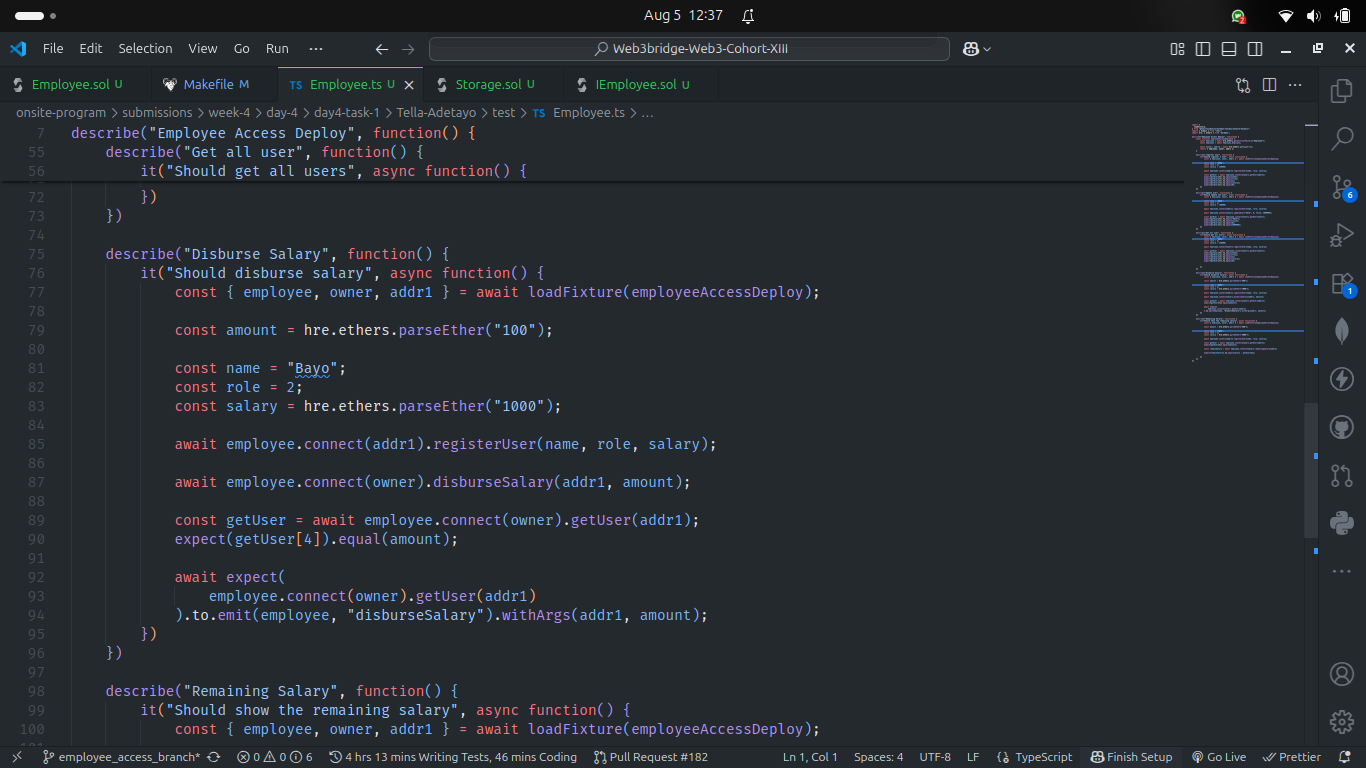 Aug 5 12:37
2
File Edit Selection View Go Run ··· Web3bridge-Web3-Cohort-XIII
Employee.sol U Makefile M TS Employee.ts U Storage.sol U IEmployee.sol U
onsite-program > submissions > week-4 > day-4 > day4-task-1 > Tella-Adetayo > test > TS Employee.ts > ...
7 describe("Employee Access Deploy", function() {
55 describe("Get all user", function() {
56 it("Should get all users", async function() {
72 })
73 })
74
75 describe("Disburse Salary", function() {
76 it("Should disburse salary", async function() {
77 const { employee, owner, addr1 } = await loadFixture(employeeAccessDeploy);
78
79 const amount = hre.ethers.parseEther("100");
80
81 const name = "Bayo";
82 const role = 2;
83 const salary = hre.ethers.parseEther("1000");
84
85 await employee.connect(addr1).registerUser(name, role, salary);
86
87 await employee.connect(owner).disburseSalary(addr1, amount);
88
89 const getUser = await employee.connect(owner).getUser(addr1);
90 expect(getUser[4]).equal(amount);
91
92 await expect(
93 employee.connect(owner).getUser(addr1)
94 ).to.emit(employee, "disburseSalary").withArgs(addr1, amount);
95 })
96 })
97
98 describe("Remaining Salary", function() {
99 it("Should show the remaining salary", async function() {
100 const { employee, owner, addr1 } = await loadFixture(employeeAccessDeploy);
6
1
employee_access_branch* 0 0 6 4 hrs 13 mins Writing Tests, 46 mins Coding Pull Request #182 Ln 1, Col 1 Spaces: 4 UTF-8 LF {} TypeScript Finish Setup Go Live Prettier